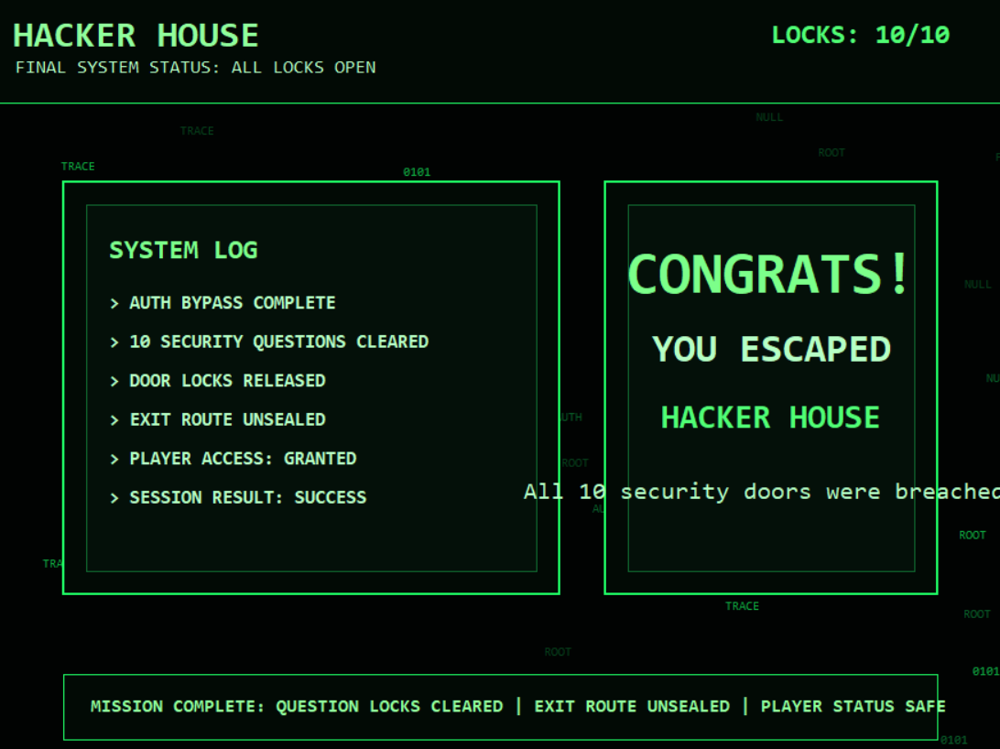 HACKER HOUSE
LOCKS: 10/10
FINAL SYSTEM STATUS: ALL LOCKS OPEN
NULL
TRACE
ROOT
TRACE
0101
SYSTEM LOG
> AUTH BYPASS COMPLETE
> 10 SECURITY QUESTIONS CLEARED
> DOOR LOCKS RELEASED
> EXIT ROUTE UNSEALED
> PLAYER ACCESS: GRANTED
> SESSION RESULT: SUCCESS
CONGRATS!
YOU ESCAPED
HACKER HOUSE
All 10 security doors were breached
NULL
NU
UTH
ROOT
ROOT
TRA
TRACE
ROOT
ROOT
0101
MISSION COMPLETE: QUESTION LOCKS CLEARED | EXIT ROUTE UNSEALED | PLAYER STATUS SAFE
0101